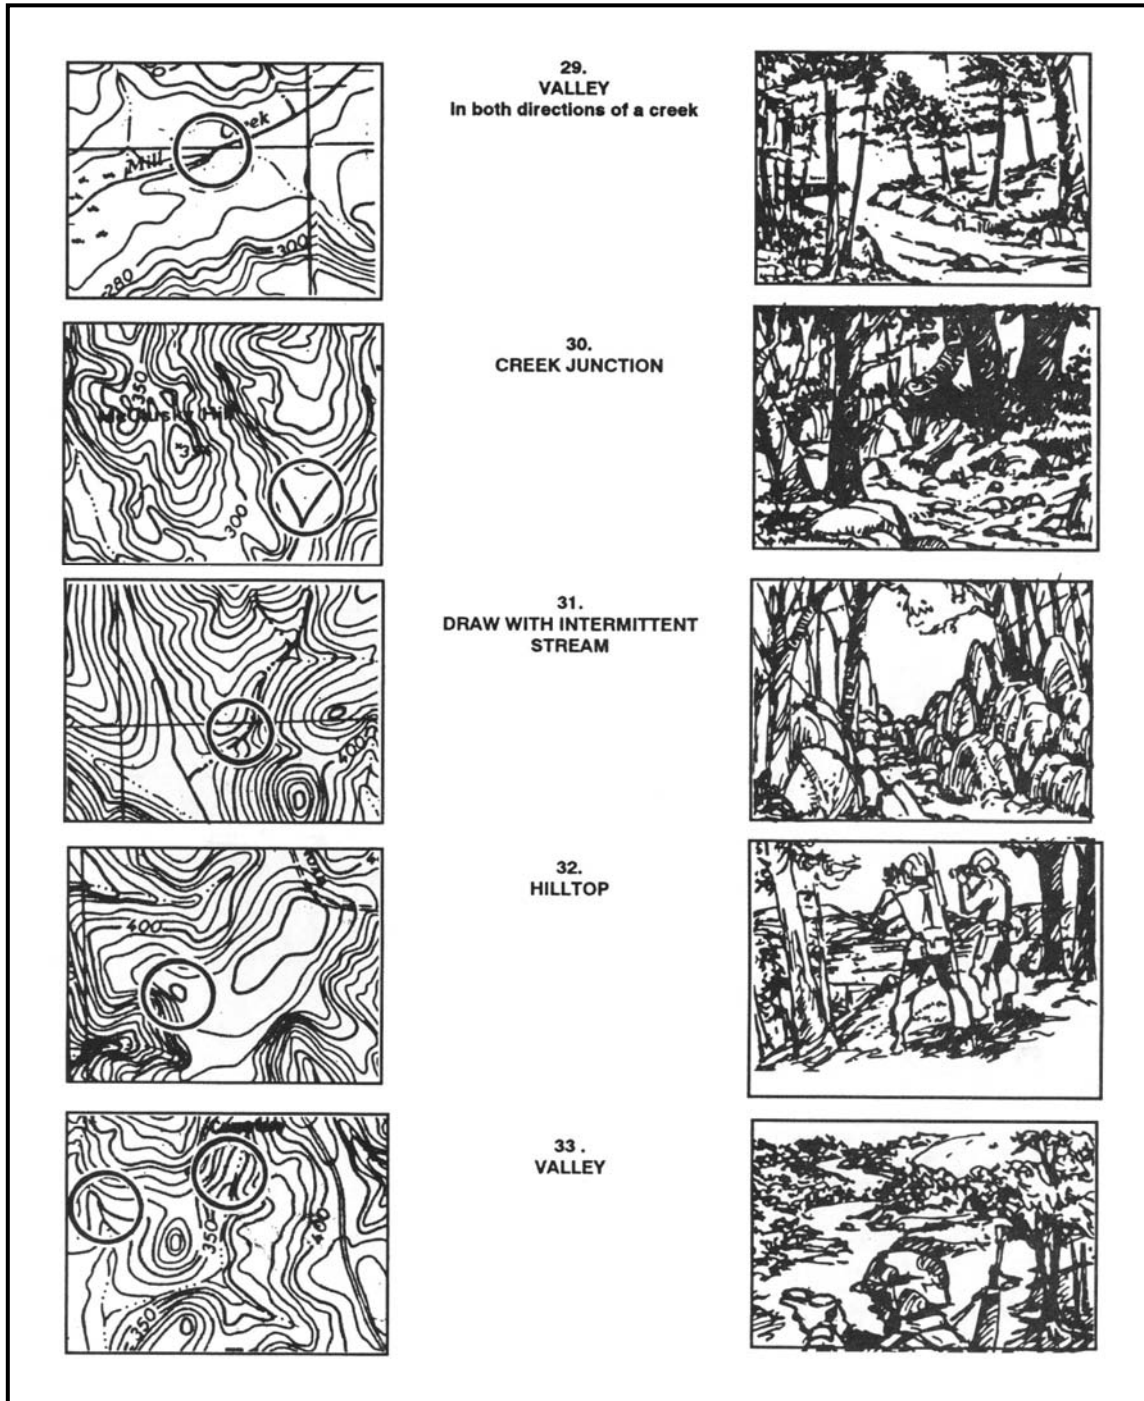 29.
VALLEY
In both directions of a creek
Mill Creek
300
280
30.
CREEK JUNCTION
350
Hill
300
31.
DRAW WITH INTERMITTENT
STREAM
400
32.
HILLTOP
400
33.
VALLEY
350
400
350